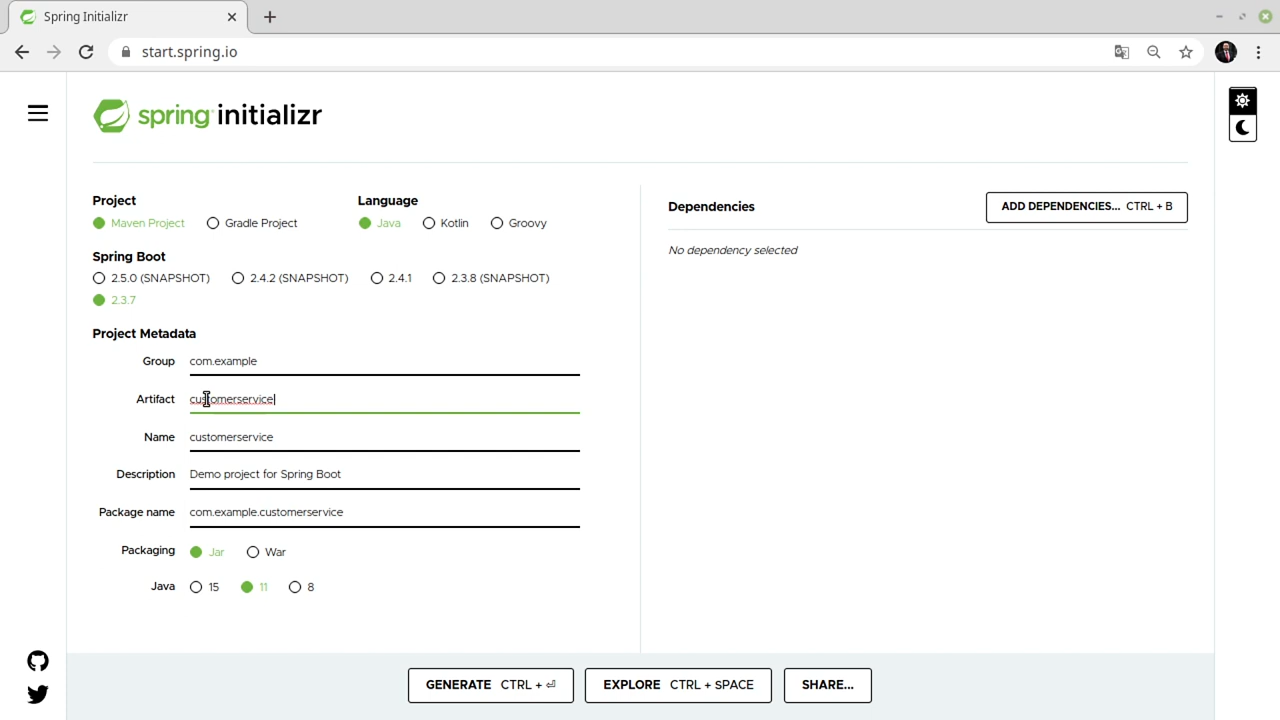 Spring Initializr
start.spring.io
spring initializr
Project
Maven Project Gradle Project
Language
Java Kotlin Groovy
Spring Boot
2.5.0 (SNAPSHOT) 2.4.2 (SNAPSHOT) 2.4.1 2.3.8 (SNAPSHOT)
2.3.7
Project Metadata
Group com.example
Artifact customerservice
Name customerservice
Description Demo project for Spring Boot
Package name com.example.customerservice
Packaging Jar War
Java 15 11 8
Dependencies
ADD DEPENDENCIES... CTRL + B
No dependency selected
GENERATE CTRL + ⏎
EXPLORE CTRL + SPACE
SHARE...